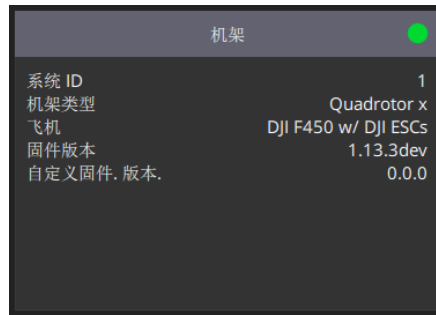 机架
系统 ID 1
机架类型 Quadrotor x
飞机 DJI F450 w/ DJI ESCs
固件版本 1.13.3dev
自定义固件. 版本. 0.0.0